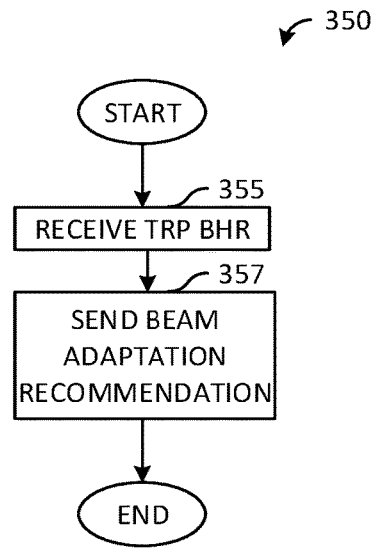 350
START
355
RECEIVE TRP BHR
357
SEND BEAM
ADAPTATION
RECOMMENDATION
END